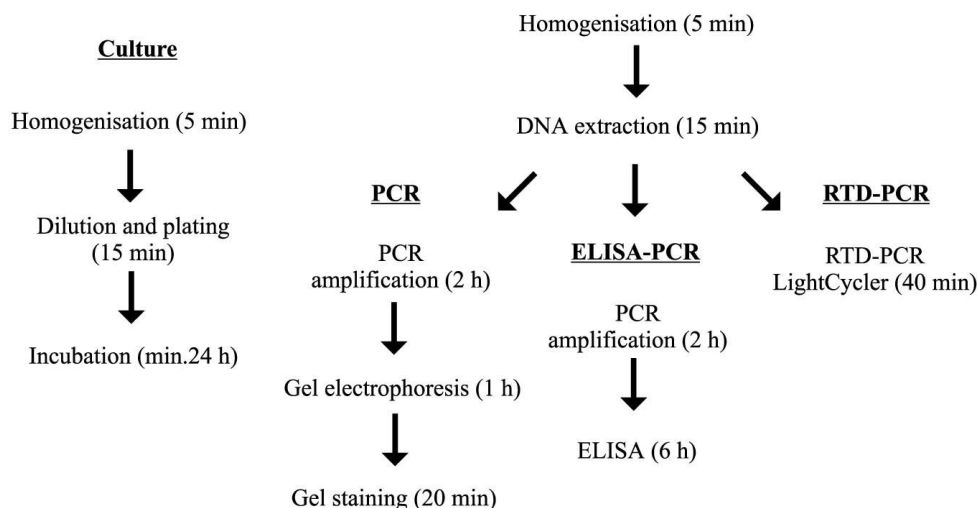 Culture
Homogenisation (5 min)
Dilution and plating
(15 min)
Incubation (min.24 h)
Homogenisation (5 min)
DNA extraction (15 min)
PCR
PCR
amplification (2 h)
Gel electrophoresis (1 h)
Gel staining (20 min)
ELISA-PCR
PCR
amplification (2 h)
ELISA (6 h)
RTD-PCR
RTD-PCR
LightCycler (40 min)